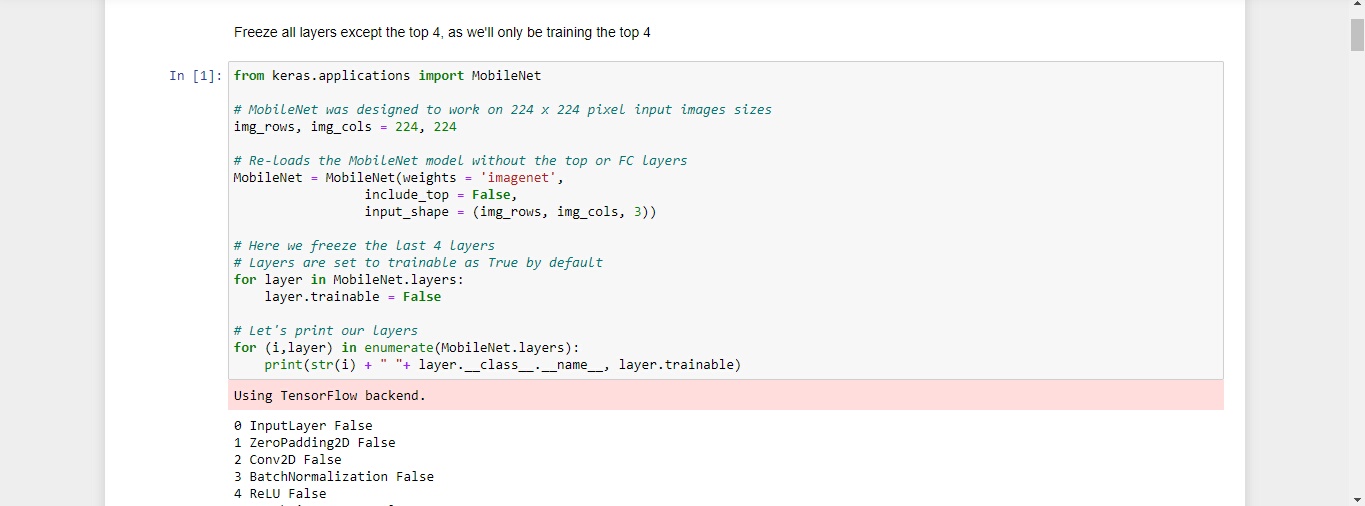 Freeze all layers except the top 4, as we'll only be training the top 4
In [1]: from keras.applications import MobileNet
# MobileNet was designed to work on 224 x 224 pixel input images sizes
img_rows, img_cols = 224, 224
# Re-loads the MobileNet model without the top or FC layers
MobileNet = MobileNet(weights = 'imagenet',
include_top = False,
input_shape = (img_rows, img_cols, 3))
# Here we freeze the last 4 layers
# Layers are set to trainable as True by default
for layer in MobileNet.layers:
layer.trainable = False
# Let's print our layers
for (i,layer) in enumerate(MobileNet.layers):
print(str(i) + " "+ layer.__class__.__name__, layer.trainable)
Using TensorFlow backend.
0 InputLayer False
1 ZeroPadding2D False
2 Conv2D False
3 BatchNormalization False
4 ReLU False